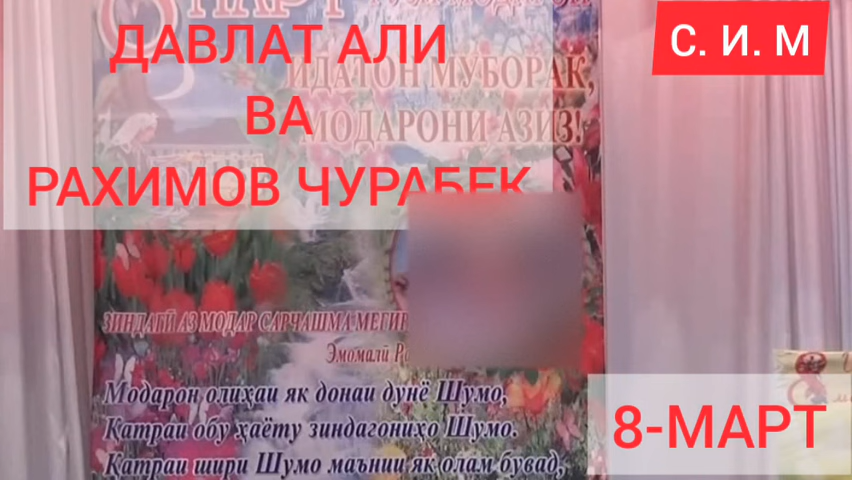 8 МАРТ
ДАВЛАТ АЛИ
С. И. М
ИДАТОН МУБОРАК,
ВА
МОДАРОНИ АЗИЗ!
РАХИМОВ ЧУРАБЕК
ЗИНДАГӢ АЗ МОДАР САРЧАШМА
Эмомалӣ
Модарон олиҳаи як донаи дунё Шумо,
Қатраи обу ҳаёту зиндагониҳо Шумо.
Қатраи шири Шумо маънии як олам бувад,
8-МАРТ